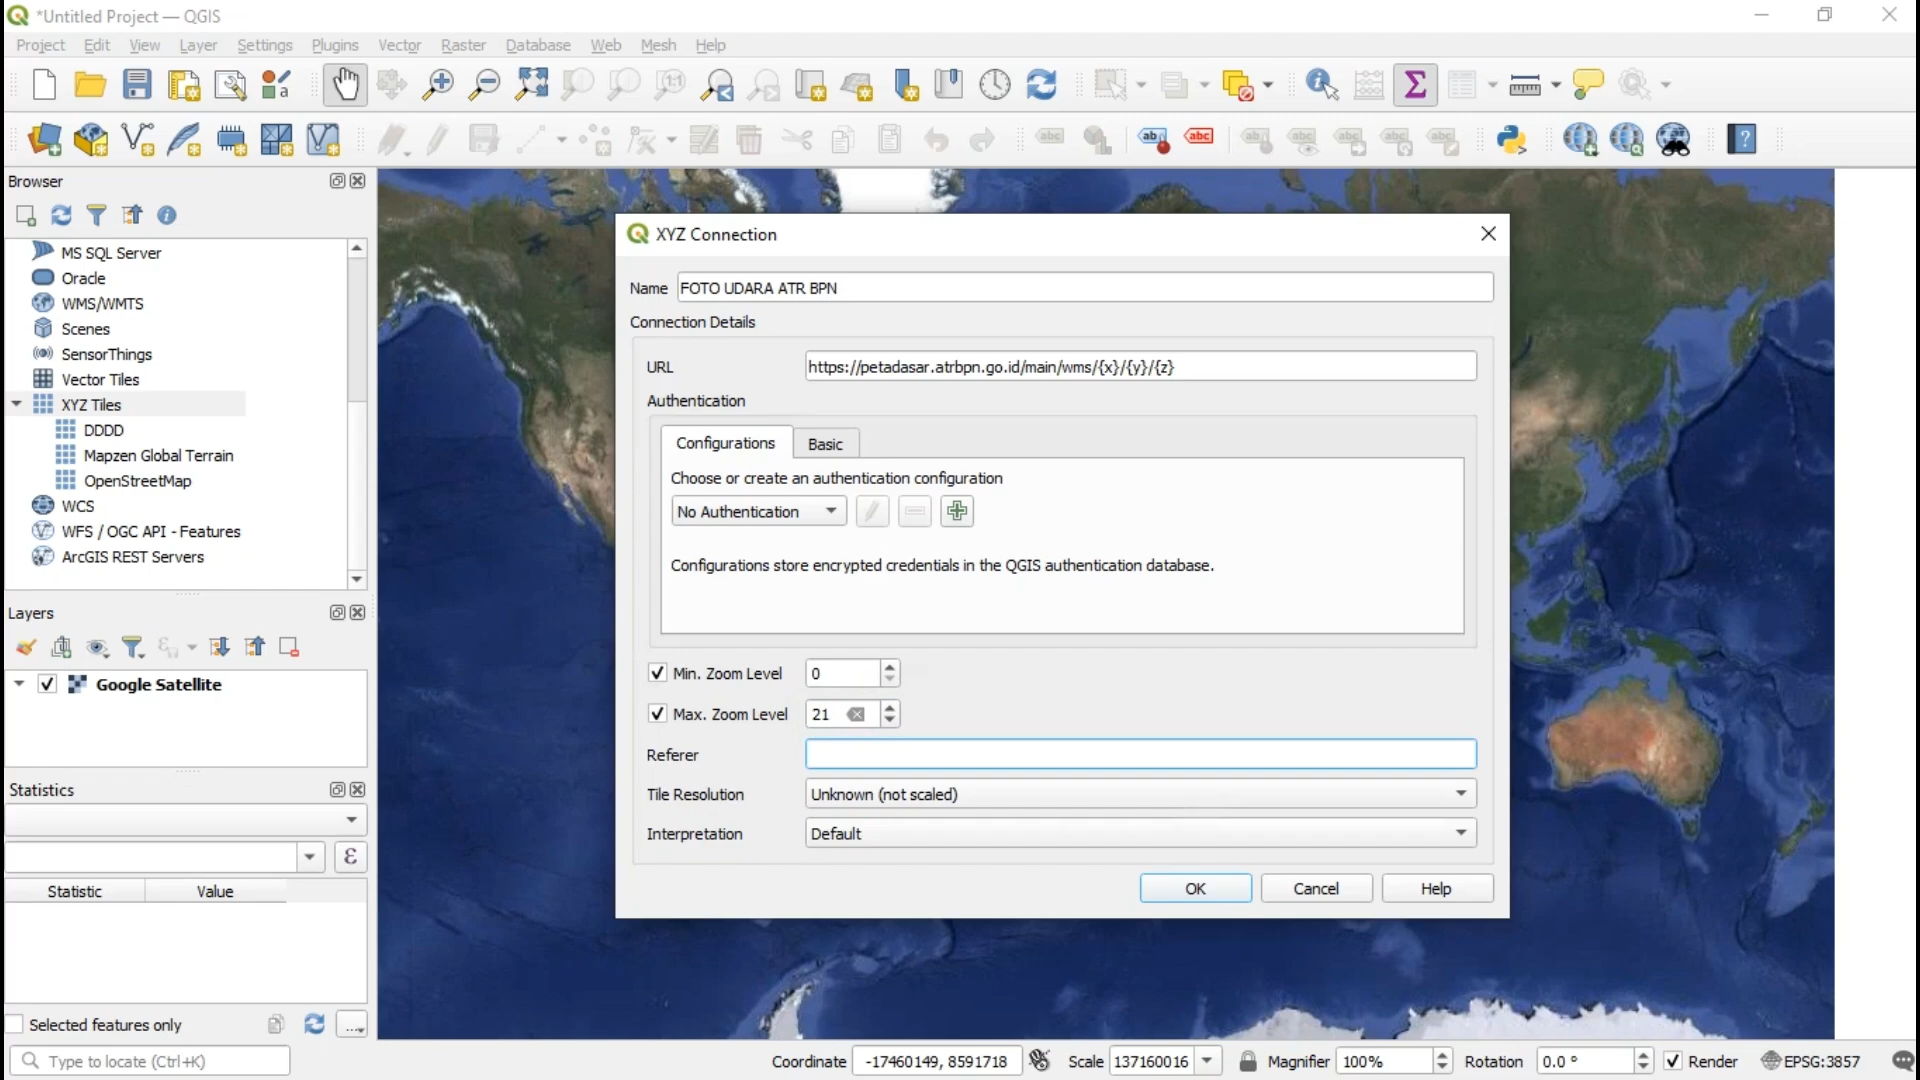 *Untitled Project — QGIS
Project Edit View Layer Settings Plugins Vector Raster Database Web Mesh Help
Browser
MS SQL Server
Oracle
WMS/WMTS
Scenes
SensorThings
Vector Tiles
XYZ Tiles
DDDD
Mapzen Global Terrain
OpenStreetMap
WCS
WFS / OGC API - Features
ArcGIS REST Servers
Layers
Google Satellite
Statistics
Statistic Value
Selected features only
XYZ Connection
Name FOTO UDARA ATR BPN
Connection Details
URL https://petadasar.atrbpn.go.id/main/wms/{x}/{y}/{z}
Authentication
Configurations Basic
Choose or create an authentication configuration
No Authentication
Configurations store encrypted credentials in the QGIS authentication database.
Min. Zoom Level 0
Max. Zoom Level 21
Referer
Tile Resolution Unknown (not scaled)
Interpretation Default
OK Cancel Help
Type to locate (Ctrl+K) Coordinate -17460149, 8591718 Scale 137160016 Magnifier 100% Rotation 0.0 ° Render EPSG:3857